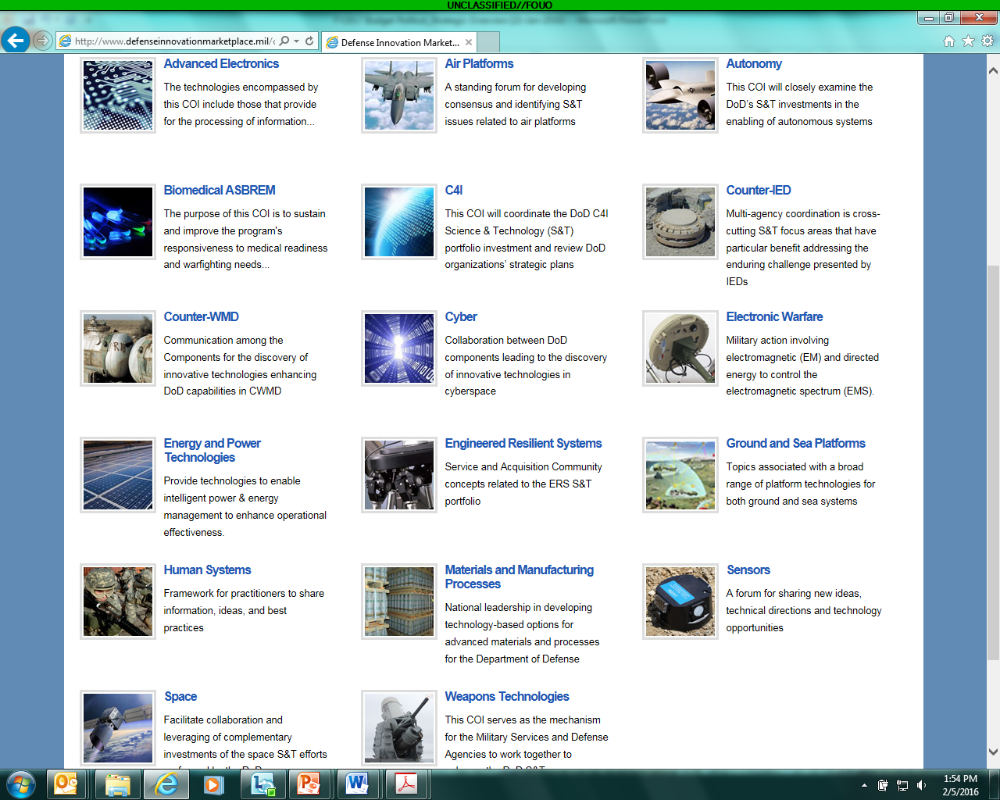 UNCLASSIFIED//FOUO
http://www.defenseinnovationmarketplace.mil/c
Defense Innovation Market...
Advanced Electronics
The technologies encompassed by
this COI include those that provide
for the processing of information...
Air Platforms
A standing forum for developing
consensus and identifying S&T
issues related to air platforms
Autonomy
This COI will closely examine the
DoD's S&T investments in the
enabling of autonomous systems
Biomedical ASBREM
The purpose of this COI is to sustain
and improve the program's
responsiveness to medical readiness
and warfighting needs...
C4I
This COI will coordinate the DoD C4I
Science & Technology (S&T)
portfolio investment and review DoD
organizations' strategic plans
Counter-IED
Multi-agency coordination is cross-
cutting S&T focus areas that have
particular benefit addressing the
enduring challenge presented by
IEDs
Counter-WMD
Communication among the
Components for the discovery of
innovative technologies enhancing
DoD capabilities in CWMD
Cyber
Collaboration between DoD
components leading to the discovery
of innovative technologies in
cyberspace
Electronic Warfare
Military action involving
electromagnetic (EM) and directed
energy to control the
electromagnetic spectrum (EMS).
Energy and Power
Technologies
Provide technologies to enable
intelligent power & energy
management to enhance operational
effectiveness.
Engineered Resilient Systems
Service and Acquisition Community
concepts related to the ERS S&T
portfolio
Ground and Sea Platforms
Topics associated with a broad
range of platform technologies for
both ground and sea systems
Human Systems
Framework for practitioners to share
information, ideas, and best
practices
Materials and Manufacturing
Processes
National leadership in developing
technology-based options for
advanced materials and processes
for the Department of Defense
Sensors
A forum for sharing new ideas,
technical directions and technology
opportunities
Space
Facilitate collaboration and
leveraging of complementary
investments of the space S&T efforts
Weapons Technologies
This COI serves as the mechanism
for the Military Services and Defense
Agencies to work together to
1:54 PM
2/5/2016